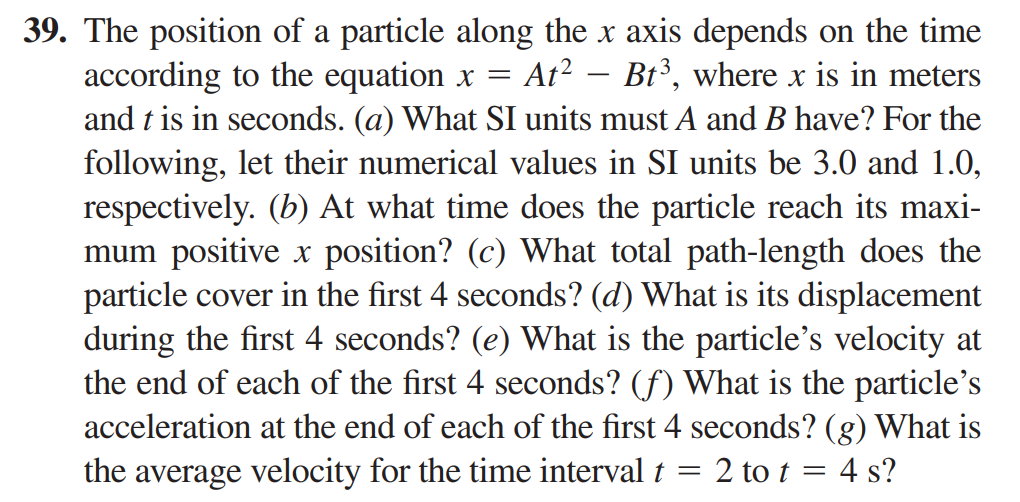 39. The position of a particle along the x axis depends on the time
according to the equation x = At² − Bt³, where x is in meters
and t is in seconds. (a) What SI units must A and B have? For the
following, let their numerical values in SI units be 3.0 and 1.0,
respectively. (b) At what time does the particle reach its maxi-
mum positive x position? (c) What total path-length does the
particle cover in the first 4 seconds? (d) What is its displacement
during the first 4 seconds? (e) What is the particle’s velocity at
the end of each of the first 4 seconds? (f) What is the particle’s
acceleration at the end of each of the first 4 seconds? (g) What is
the average velocity for the time interval t = 2 to t = 4 s?